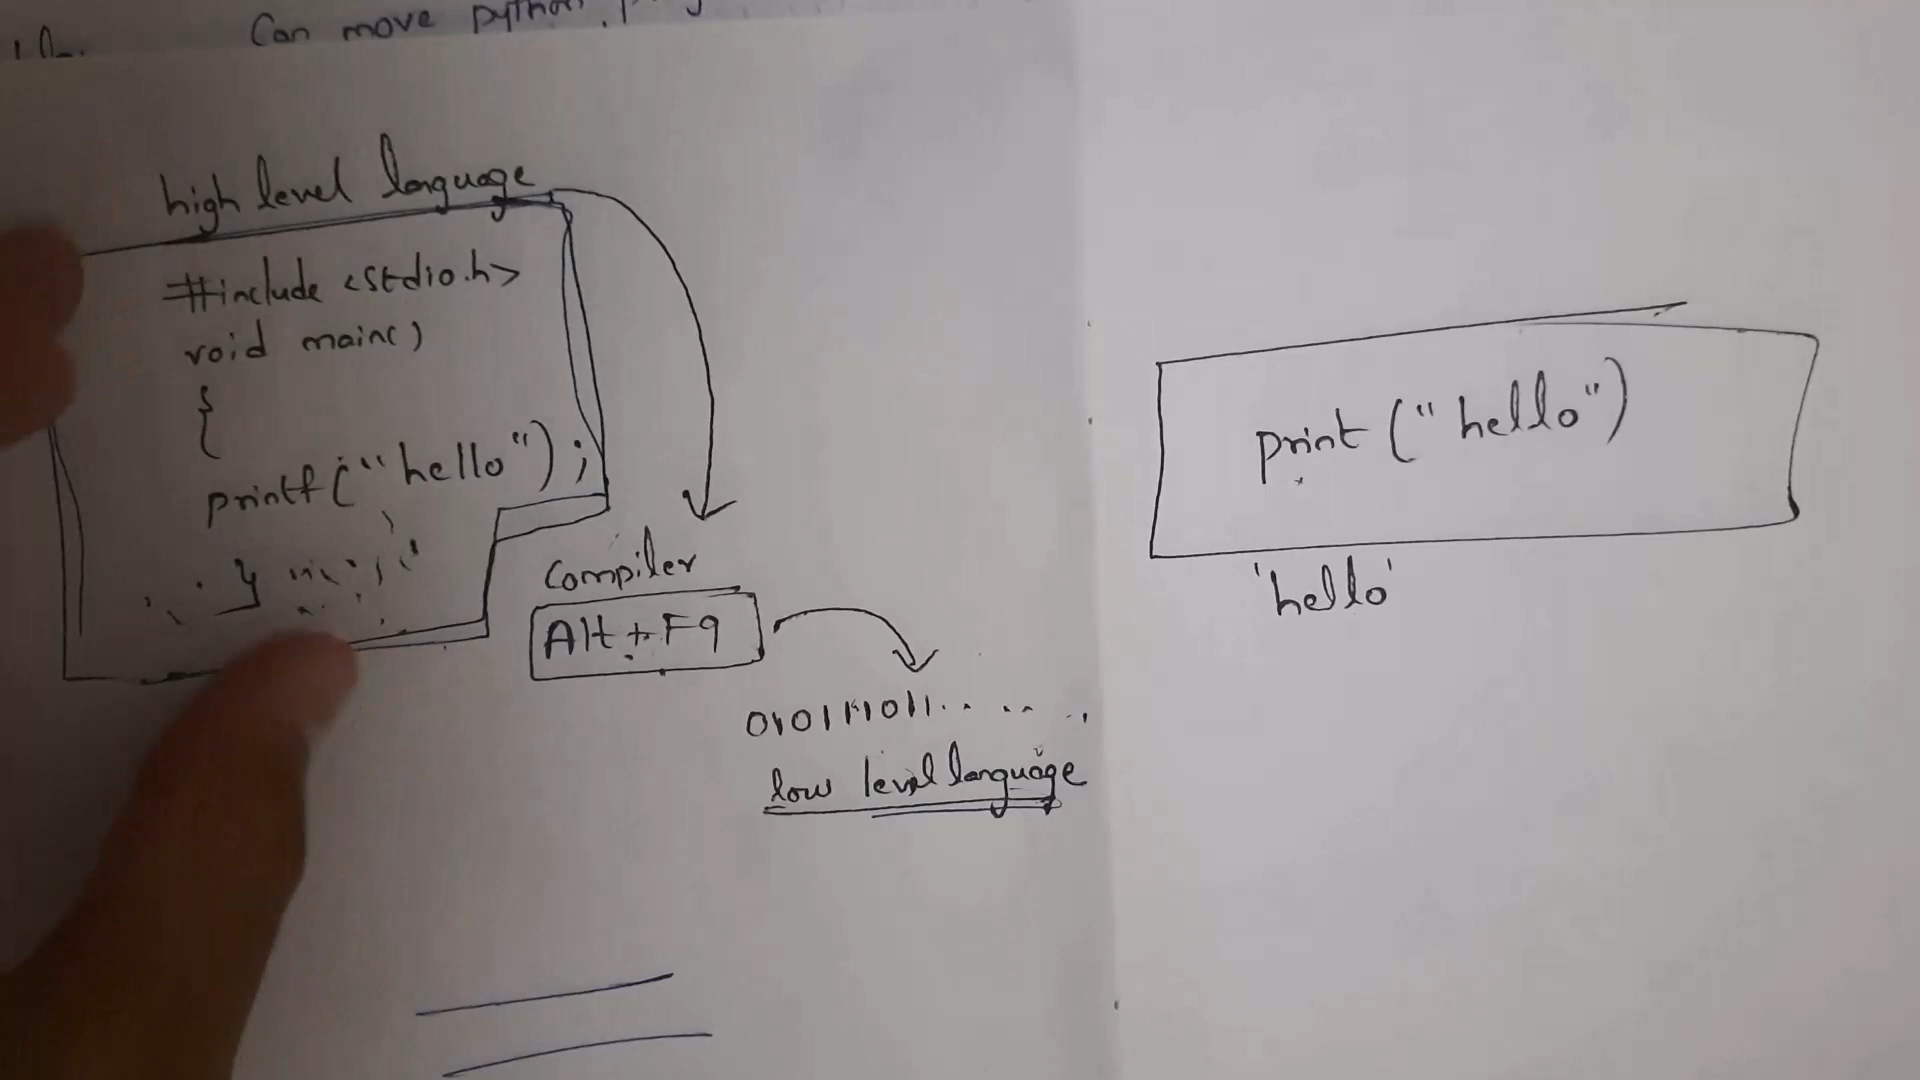 Can move python
high level language
#include <stdio.h>
void main()
{
printf("hello");
}
Compiler
Alt + F9
010111011.. .. .
low level language
print ("hello")
'hello'